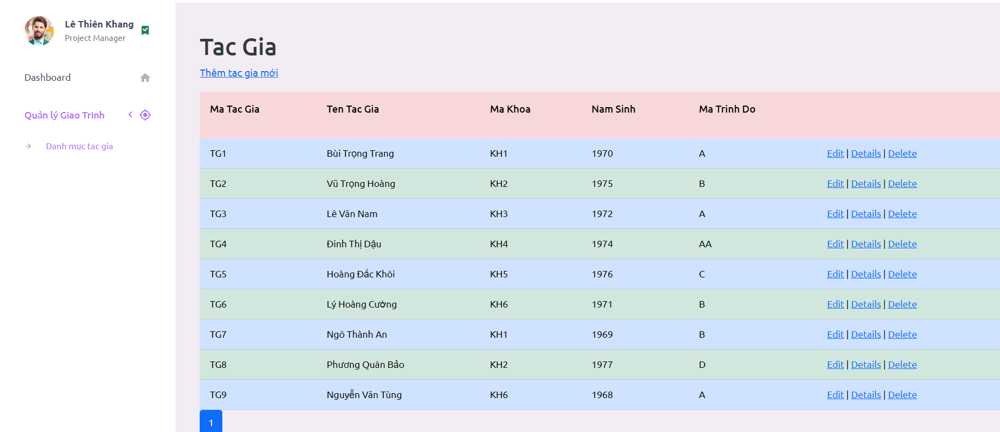 Lê Thiên Khang
Project Manager
Dashboard
Quản lý Giao Trinh
Danh mục tac gia
Tac Gia
Thêm tac gia mới
Ma Tac Gia Ten Tac Gia Ma Khoa Nam Sinh Ma Trinh Do
TG1 Bùi Trọng Trang KH1 1970 A Edit | Details | Delete
TG2 Vũ Trọng Hoàng KH2 1975 B Edit | Details | Delete
TG3 Lê Văn Nam KH3 1972 A Edit | Details | Delete
TG4 Đinh Thị Dậu KH4 1974 AA Edit | Details | Delete
TG5 Hoàng Đắc Khôi KH5 1976 C Edit | Details | Delete
TG6 Lý Hoàng Cường KH6 1971 B Edit | Details | Delete
TG7 Ngô Thành An KH1 1969 B Edit | Details | Delete
TG8 Phương Quân Bảo KH2 1977 D Edit | Details | Delete
TG9 Nguyễn Văn Tùng KH6 1968 A Edit | Details | Delete
1